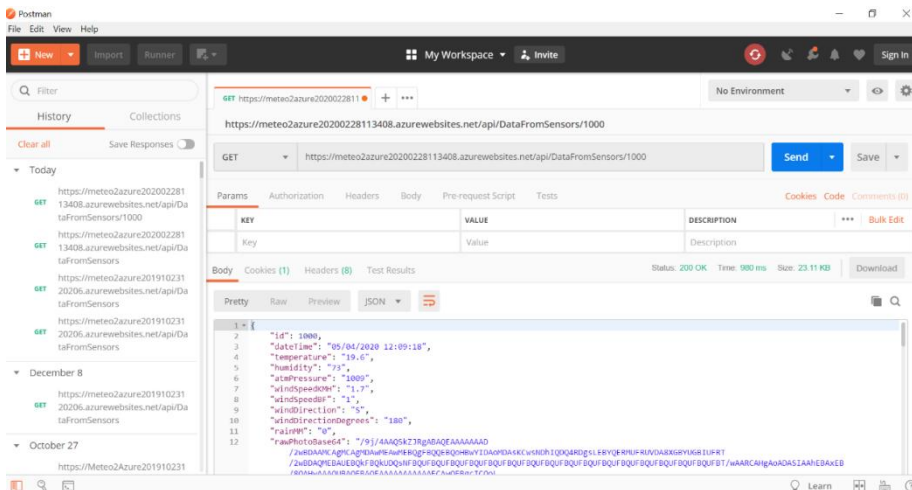 Postman
File Edit View Help
New Import Runner My Workspace Invite Sign In
Filter
History Collections
Clear all Save Responses
Today
GET https://meteo2azure202002281
13408.azurewebsites.net/api/Da
taFromSensors/1000
GET https://meteo2azure202002281
13408.azurewebsites.net/api/Da
taFromSensors
GET https://meteo2azure201910231
20206.azurewebsites.net/api/Da
taFromSensors
GET https://meteo2azure201910231
20206.azurewebsites.net/api/Da
taFromSensors
December 8
GET https://meteo2azure201910231
20206.azurewebsites.net/api/Da
taFromSensors
October 27
https://Meteo2Azure201910231
GET https://meteo2azure2020022811
No Environment
https://meteo2azure20200228113408.azurewebsites.net/api/DataFromSensors/1000
GET https://meteo2azure20200228113408.azurewebsites.net/api/DataFromSensors/1000 Send Save
Params Authorization Headers Body Pre-request Script Tests Cookies Code Comments (0)
KEY VALUE DESCRIPTION Bulk Edit
Key Value Description
Body Cookies (1) Headers (8) Test Results Status: 200 OK Time: 980 ms Size: 23.11 KB Download
Pretty Raw Preview JSON
1 {
2 "id": 1000,
3 "dateTime": "05/04/2020 12:09:18",
4 "temperature": "19.6",
5 "humidity": "73",
6 "atmPressure": "1009",
7 "windSpeedKMH": "1.7",
8 "windSpeedBF": "1",
9 "windDirection": "S",
10 "windDirectionDegrees": "180",
11 "rainMM": "0",
12 "rawPhotoBase64":
Learn